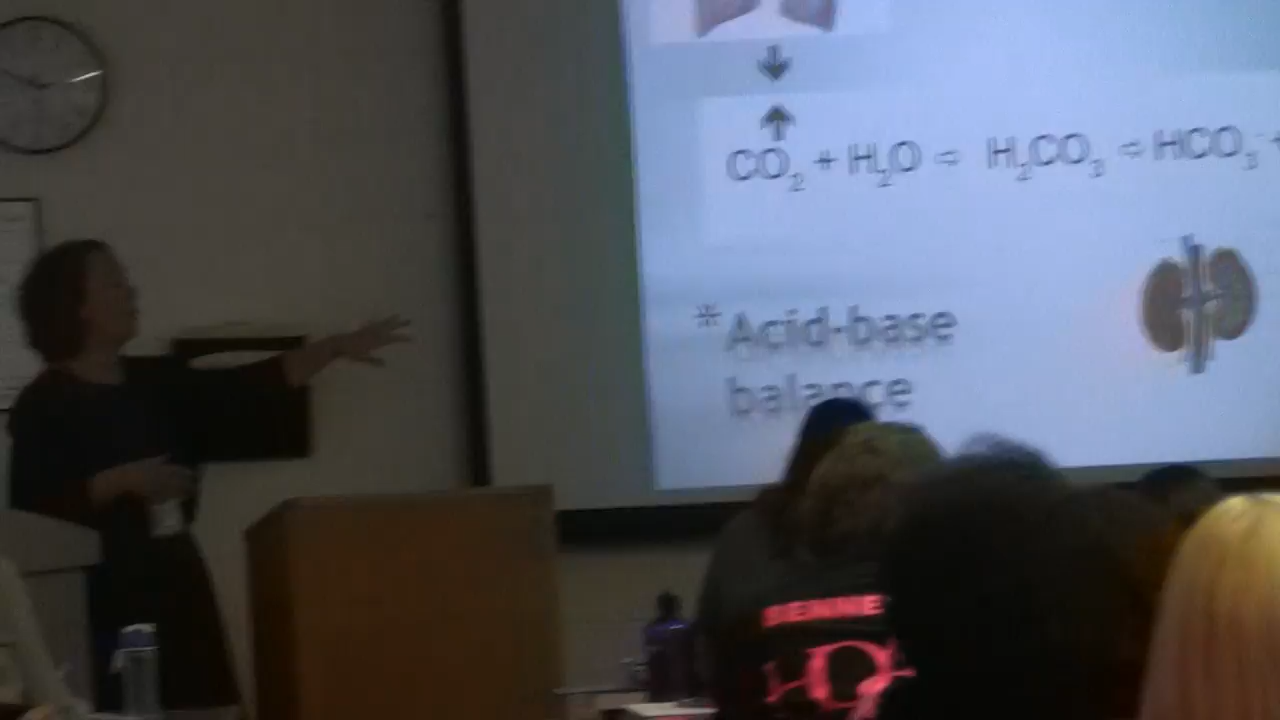 CO₂ + H₂O = H₂CO₃ = HCO₃⁻ +
* Acid-base
balance